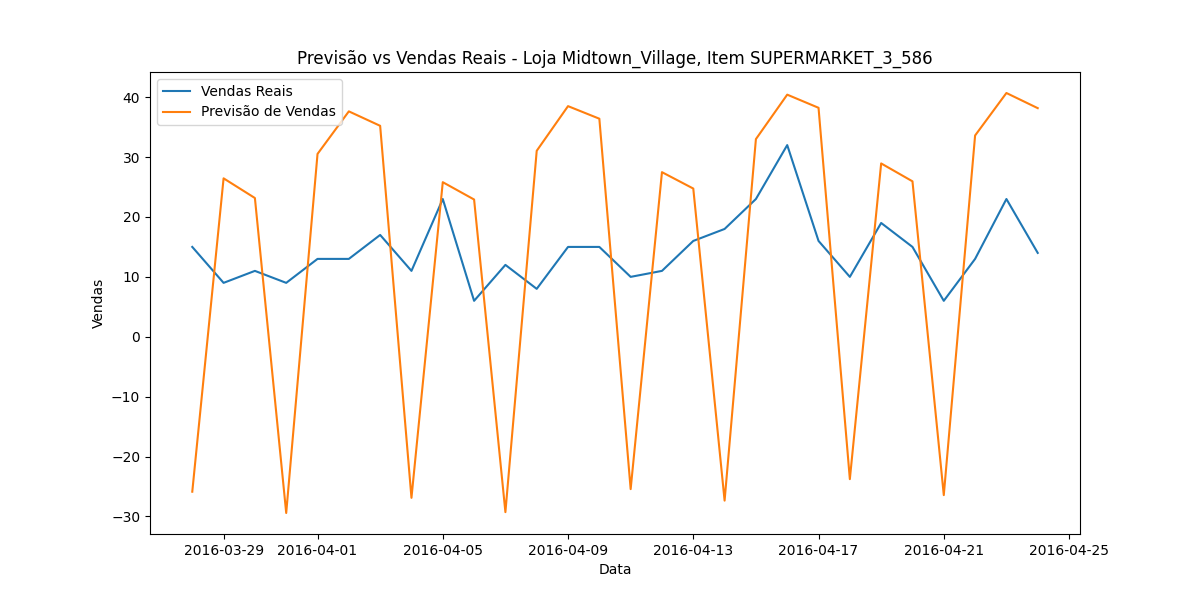 Previsão vs Vendas Reais - Loja Midtown_Village, Item SUPERMARKET_3_586
Vendas Reais
Previsão de Vendas
40
30
20
10
0
−10
−20
−30
Vendas
2016-03-29 2016-04-01 2016-04-05 2016-04-09 2016-04-13 2016-04-17 2016-04-21 2016-04-25
Data